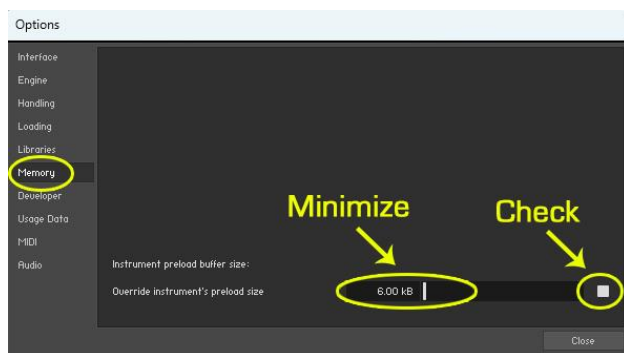 Options
Interface
Engine
Handling
Loading
Libraries
Memory
Developer
Usage Data
MIDI
Audio
Minimize
Check
Instrument preload buffer size:
Override instrument's preload size
6.00 kB
Close